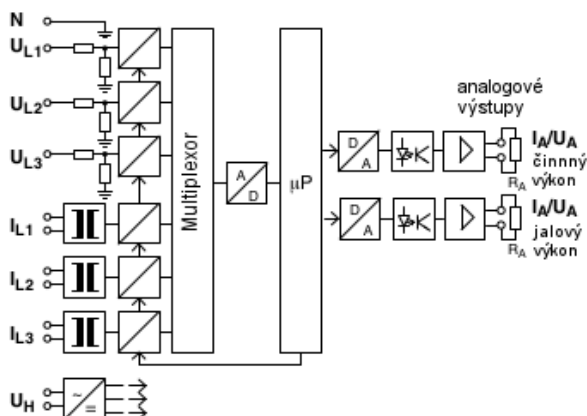 N
UL1
UL2
UL3
IL1
IL2
IL3
UH
~
=
Multiplexor
A
D
µP
analogové
výstupy
D
A
IA/UA
činnný
výkon
RA
D
A
IA/UA
jalový
výkon
RA